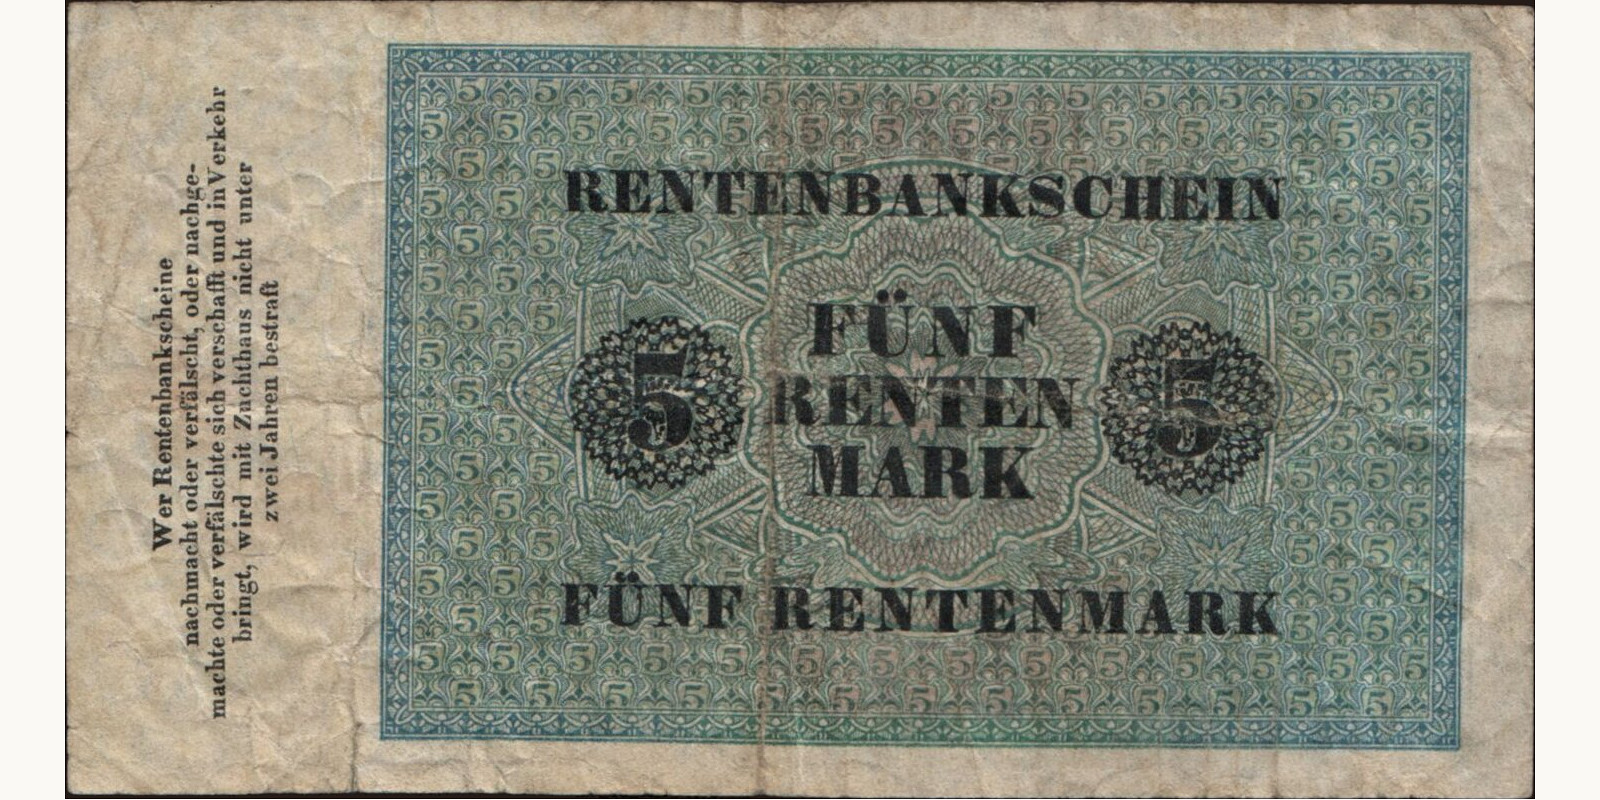 Wer Rentenbankscheine
nachmacht oder verfälscht, oder nachge-
machte oder verfälschte sich verschafft und in Verkehr
bringt, wird mit Zuchthaus nicht unter
zwei Jahren bestraft
RENTENBANKSCHEIN
FÜNF
5 RENTEN 5
MARK
FÜNF RENTENMARK